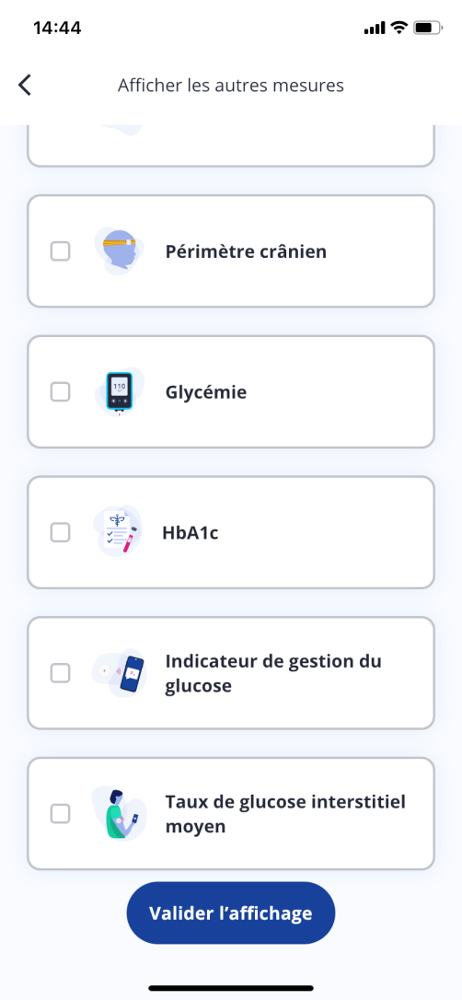 14:44
Afficher les autres mesures
Périmètre crânien
110
Glycémie
HbA1c
Indicateur de gestion du
glucose
Taux de glucose interstitiel
moyen
Valider l’affichage